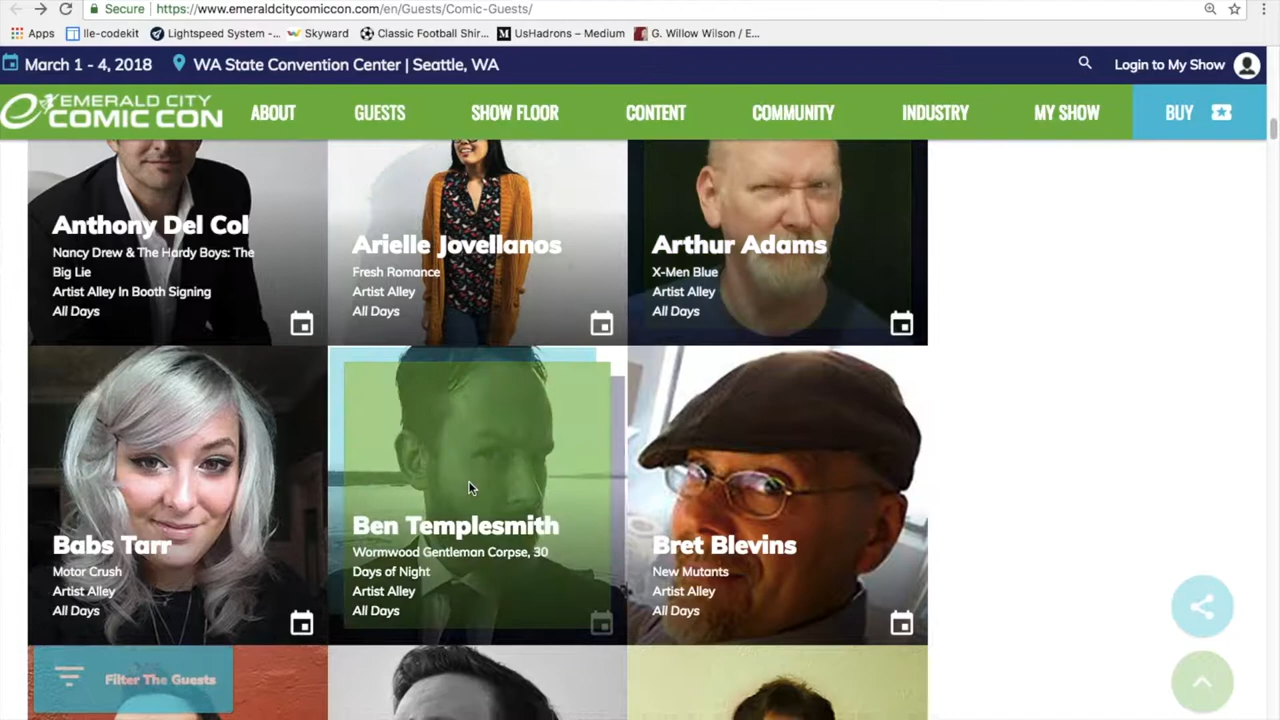 Secure | https://www.emeraldcitycomiccon.com/en/Guests/Comic-Guests/
Apps lle-codekit Lightspeed System -... Skyward Classic Football Shir... UsHadrons – Medium G. Willow Wilson / E...
March 1 - 4, 2018 WA State Convention Center | Seattle, WA Login to My Show
EMERALD CITY
COMIC CON
ABOUT GUESTS SHOW FLOOR CONTENT COMMUNITY INDUSTRY MY SHOW BUY
Anthony Del Col
Nancy Drew & The Hardy Boys: The
Big Lie
Artist Alley In Booth Signing
All Days
Arielle Jovellanos
Fresh Romance
Artist Alley
All Days
Arthur Adams
X-Men Blue
Artist Alley
All Days
Babs Tarr
Motor Crush
Artist Alley
All Days
Ben Templesmith
Wormwood Gentleman Corpse, 30
Days of Night
Artist Alley
All Days
Bret Blevins
New Mutants
Artist Alley
All Days
Filter The Guests